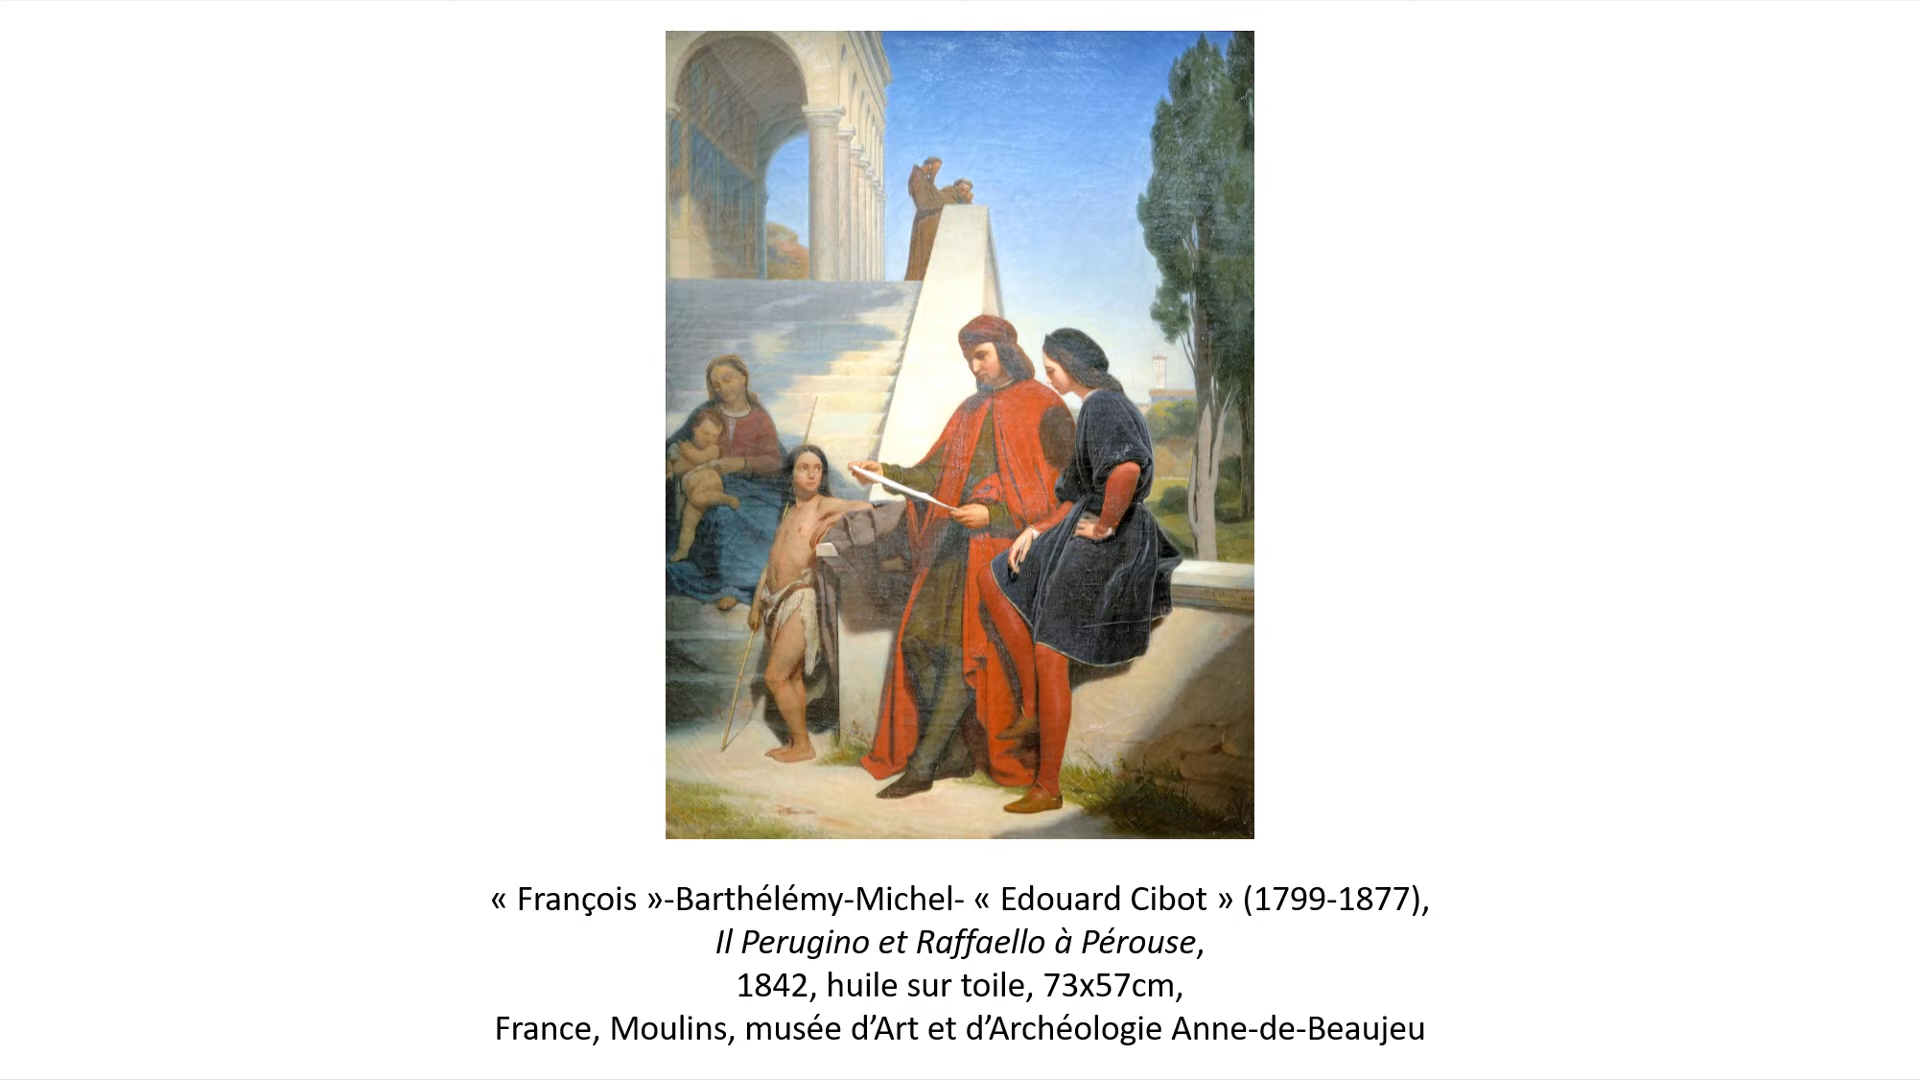 « François »-Barthélémy-Michel- « Edouard Cibot » (1799-1877),
Il Perugino et Raffaello à Pérouse,
1842, huile sur toile, 73x57cm,
France, Moulins, musée d’Art et d’Archéologie Anne-de-Beaujeu